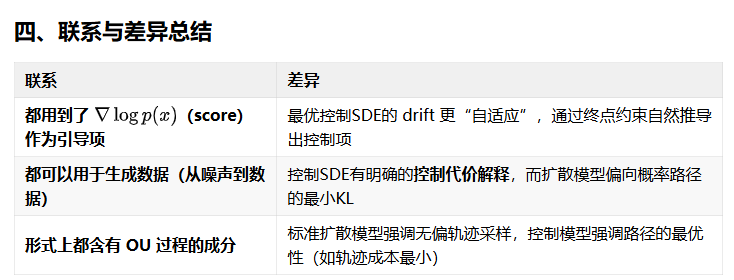 四、联系与差异总结
联系 差异
都用到了 ∇ log p(x)（score） 最优控制SDE的 drift 更“自适应”，通过终点约束自然推导
作为引导项 出控制项
都可以用于生成数据（从噪声到数 控制SDE有明确的控制代价解释，而扩散模型偏向概率路径
据） 的最小KL
形式上都含有 OU 过程的成分 标准扩散模型强调无偏轨迹采样，控制模型强调路径的最优
性（如轨迹成本最小）